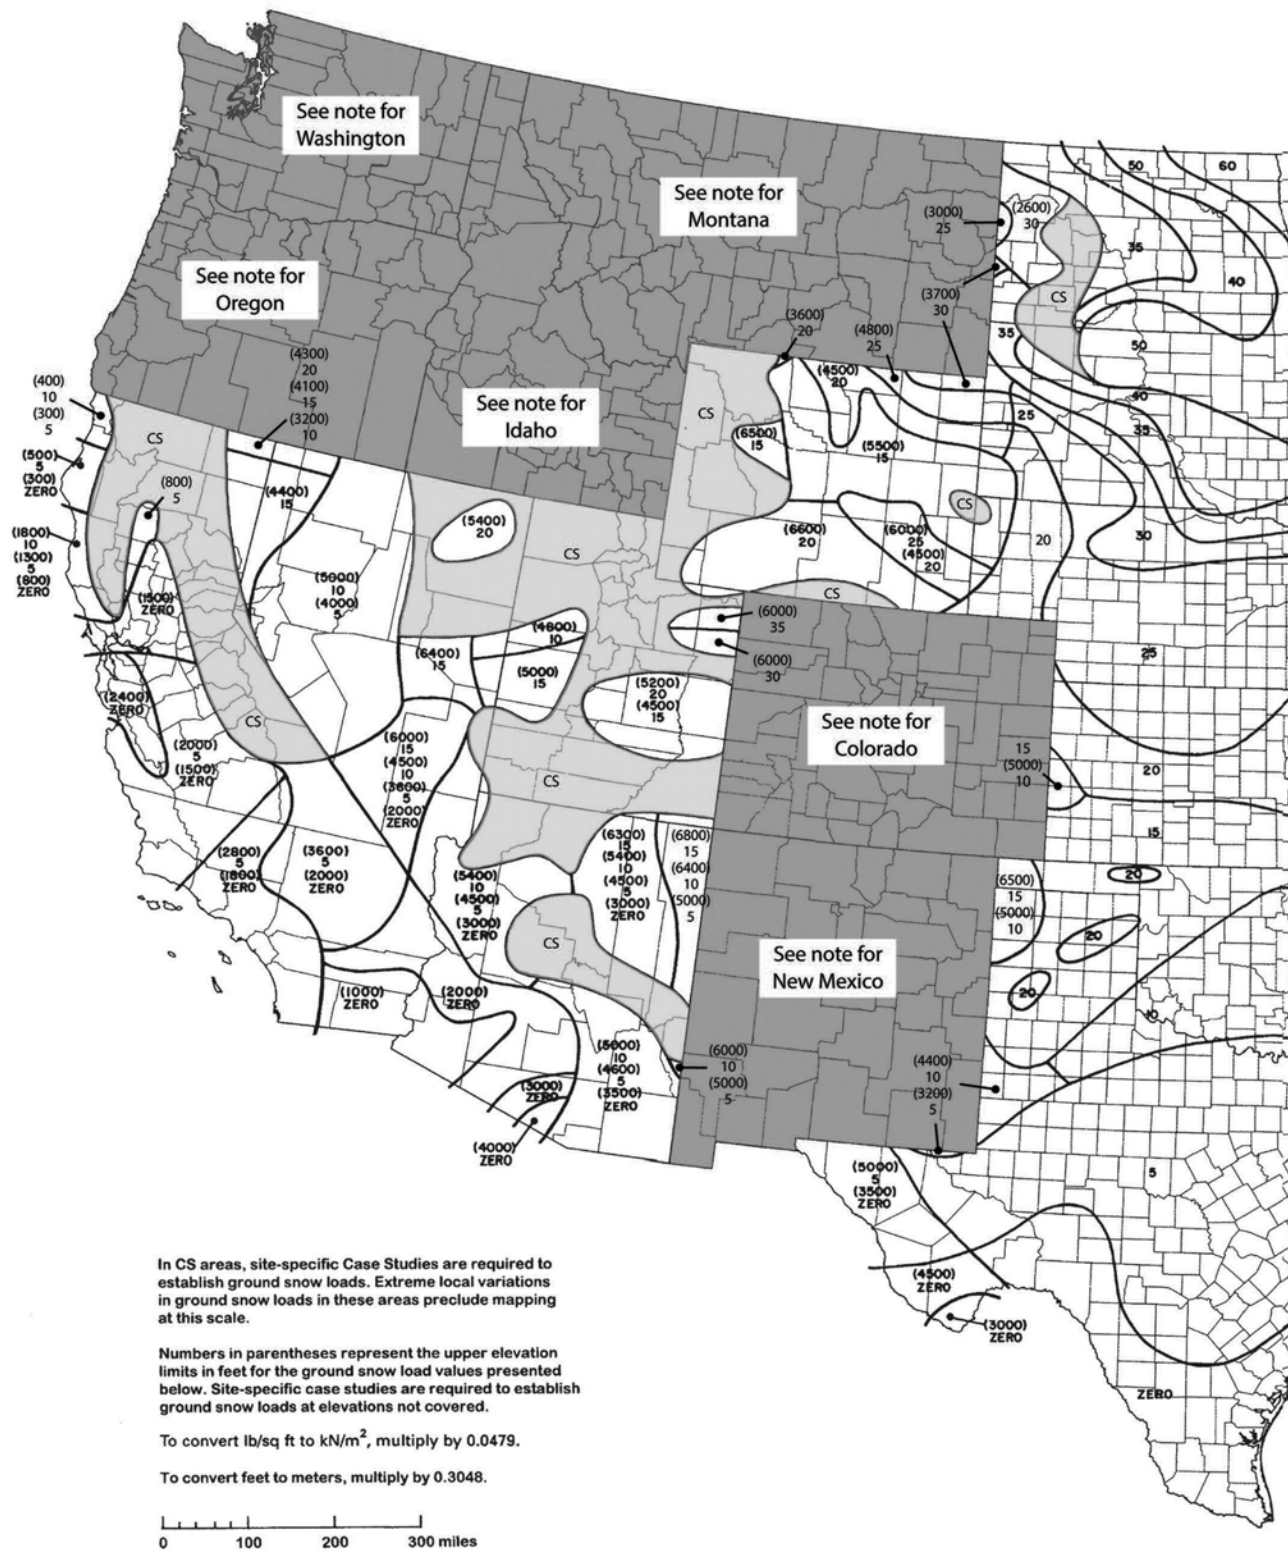 See note for
Washington
See note for
Montana
See note for
Oregon
See note for
Idaho
See note for
Colorado
See note for
New Mexico
50
60
(3000)
25
(2600)
30
35
40
CS
(3700)
30
35
50
40
35
(3600)
20
(4800)
25
(4500)
20
25
(4300)
20
(4100)
15
(3200)
10
(400)
10
(300)
5
CS
(500)
5
(300)
ZERO
(800)
5
(4400)
15
(1800)
10
(1300)
5
(800)
ZERO
(1500)
ZERO
(5000)
10
(4000)
5
(5400)
20
CS
CS
(6500)
15
(5500)
15
CS
(6600)
20
(6000)
25
(4500)
20
20
30
CS
(6000)
35
(6000)
30
(4800)
10
(6400)
15
(5000)
15
(5200)
20
(4500)
15
25
(2400)
ZERO
CS
(2000)
5
(1500)
ZERO
(6000)
15
(4500)
10
(3600)
5
(2000)
ZERO
CS
15
(5000)
10
20
15
(2800)
5
(1800)
ZERO
(3600)
5
(2000)
ZERO
(5400)
10
(4500)
5
(3000)
ZERO
(6300)
15
(5400)
10
(4500)
5
(3000)
ZERO
(6800)
15
(6400)
10
(5000)
5
(6500)
15
(5000)
10
20
20
20
CS
10
(1000)
ZERO
(2000)
ZERO
(5000)
10
(4600)
5
(3500)
ZERO
(6000)
10
(5000)
5
(4400)
10
(3200)
5
(3000)
ZERO
(4000)
ZERO
(5000)
5
(3500)
ZERO
5
(4500)
ZERO
(3000)
ZERO
ZERO
In CS areas, site-specific Case Studies are required to
establish ground snow loads. Extreme local variations
in ground snow loads in these areas preclude mapping
at this scale.
Numbers in parentheses represent the upper elevation
limits in feet for the ground snow load values presented
below. Site-specific case studies are required to establish
ground snow loads at elevations not covered.
To convert lb/sq ft to kN/m², multiply by 0.0479.
To convert feet to meters, multiply by 0.3048.
0 100 200 300 miles